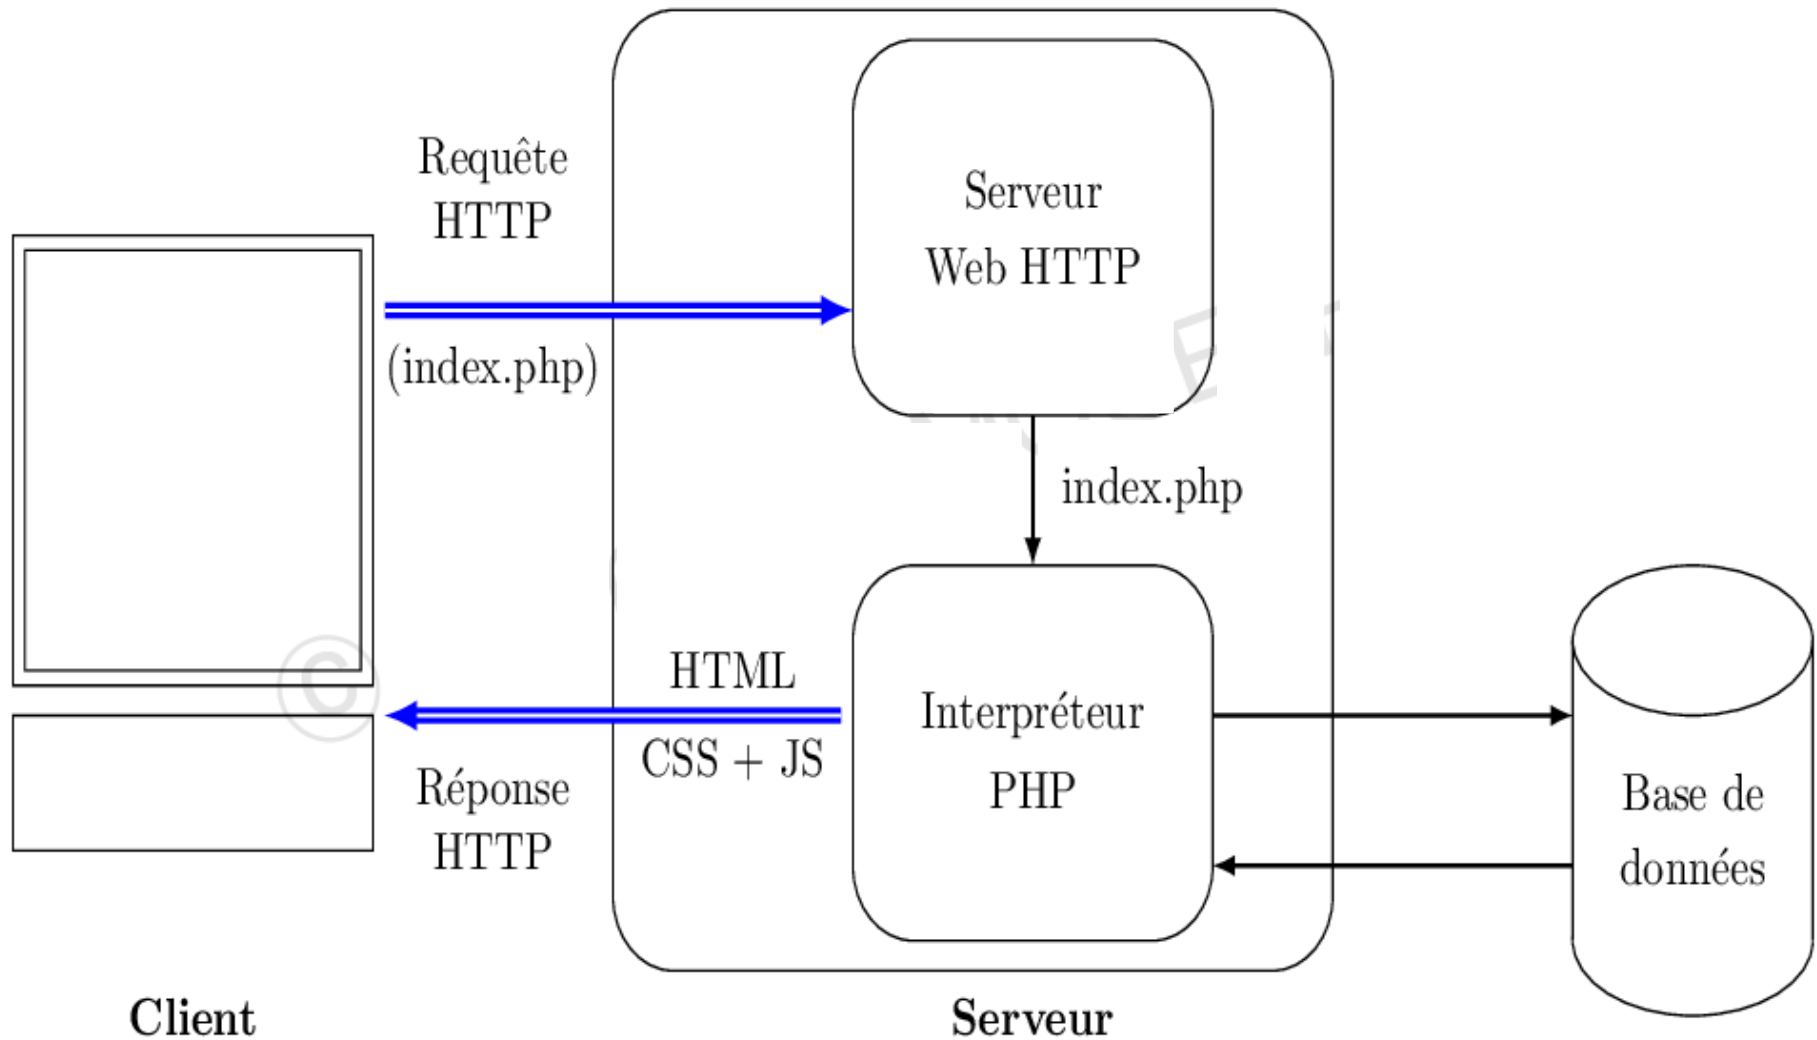 Requête
HTTP
(index.php)
Serveur
Web HTTP
index.php
HTML
CSS + JS
Réponse
HTTP
Interpréteur
PHP
Base de
données
©
Client
Serveur